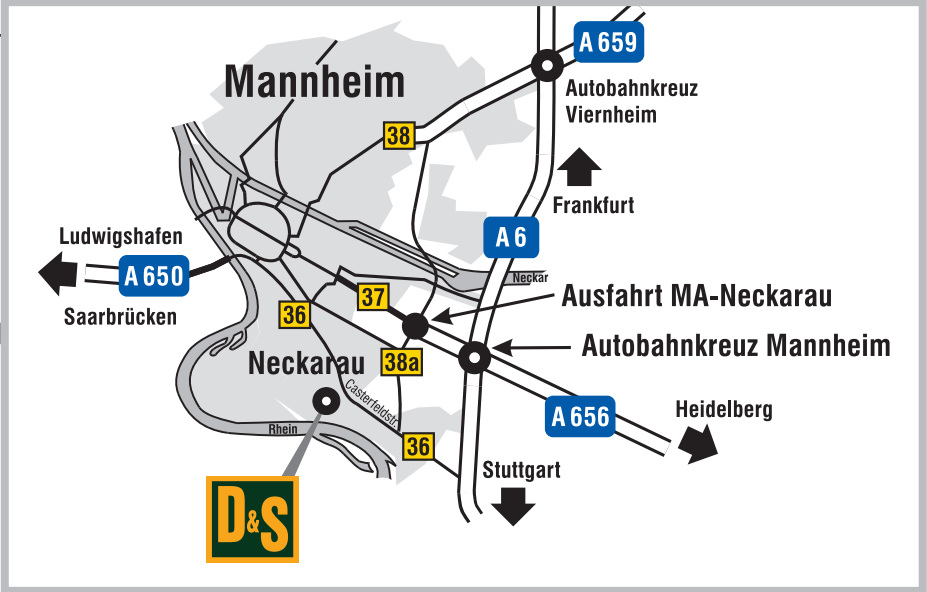 A 659
Mannheim
Autobahnkreuz
Viernheim
38
Frankfurt
Ludwigshafen
A 6
A 650
Neckar
Saarbrücken
37
Ausfahrt MA-Neckarau
36
Autobahnkreuz Mannheim
Neckarau
38a
Casterfeldstr.
Heidelberg
A 656
Rhein
36
Stuttgart
D&S